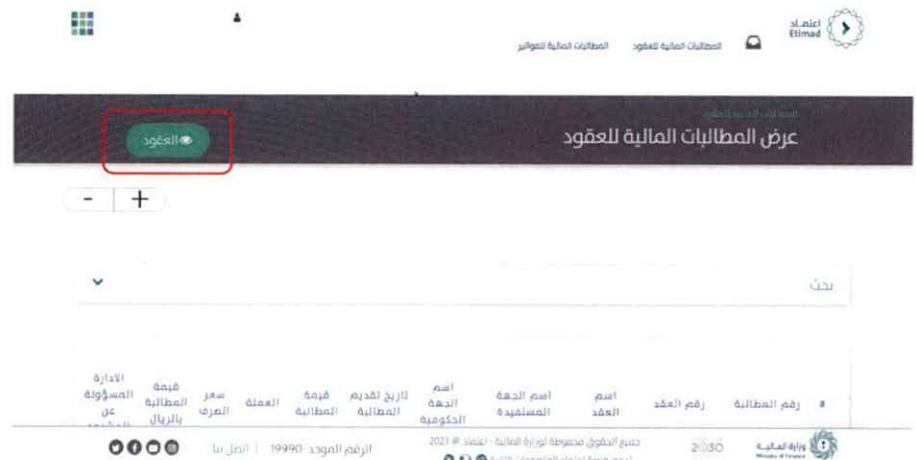 اعتماد
Etimad
المطالبات المالية للعقود
المطالبات المالية للفواتير
المطالبات المالية للعقود
عرض المطالبات المالية للعقود
العقود
- +
بحث
# رقم المطالبة رقم العقد اسم العقد اسم الجهة المستفيدة اسم الجهة الحكومية تاريخ تقديم المطالبة قيمة المطالبة العملة سعر الصرف قيمة المطالبة بالريال الادارة المسؤولة عن
وزارة المالية
Ministry of Finance
2030
جميع الحقوق محفوظة لوزارة المالية - اعتماد © 2021
الرقم الموحد 19990 | اتصل بنا